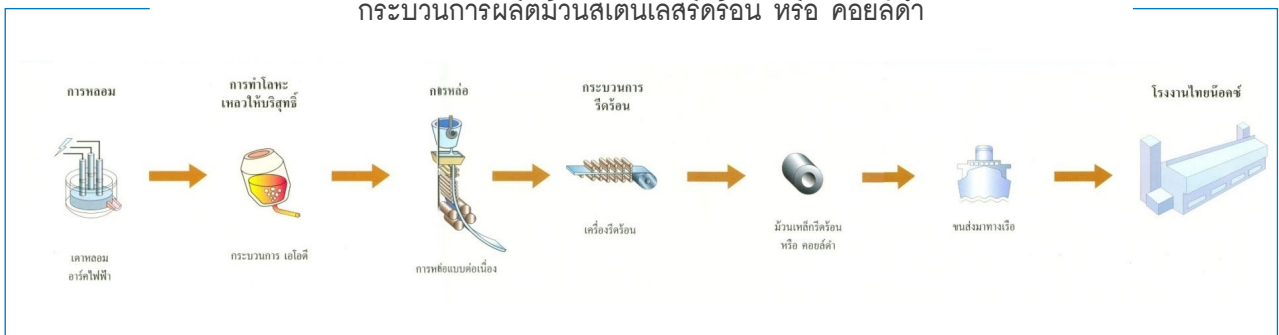 กระบวนการผลิตม้วนสเตนเลสรีดร้อน หรือ คอยล์ดำ
การหลอม
การทำโลหะ
เหลวให้บริสุทธิ์
การหล่อ
กระบวนการ
รีดร้อน
โรงงานไทยน๊อคซ์
เตาหลอม
อาร์คไฟฟ้า
กระบวนการ เอโอดี
การหล่อแบบต่อเนื่อง
เครื่องรีดร้อน
ม้วนเหล็กรีดร้อน
หรือ คอยล์ดำ
ขนส่งมาทางเรือ